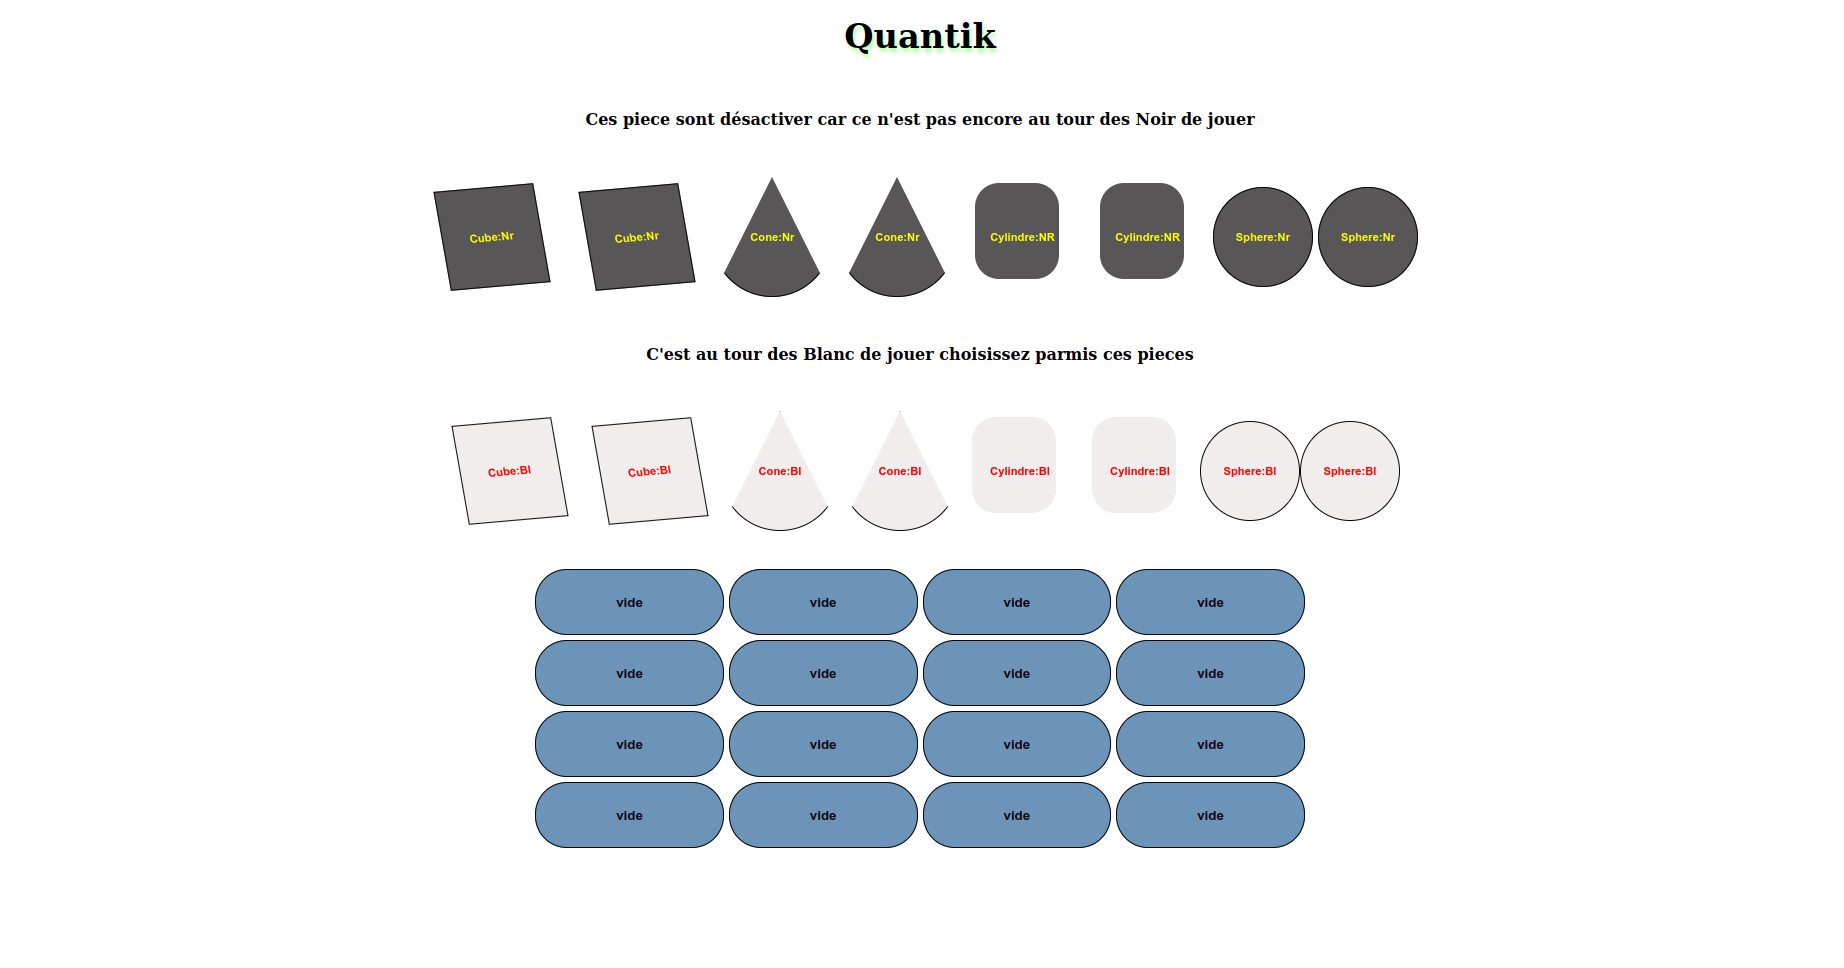 Quantik
Ces piece sont désactiver car ce n'est pas encore au tour des Noir de jouer
Cube:Nr Cube:Nr Cone:Nr Cone:Nr Cylindre:NR Cylindre:NR Sphere:Nr Sphere:Nr
C'est au tour des Blanc de jouer choisissez parmis ces pieces
Cube:Bl Cube:Bl Cone:Bl Cone:Bl Cylindre:Bl Cylindre:Bl Sphere:Bl Sphere:Bl
vide vide vide vide
vide vide vide vide
vide vide vide vide
vide vide vide vide